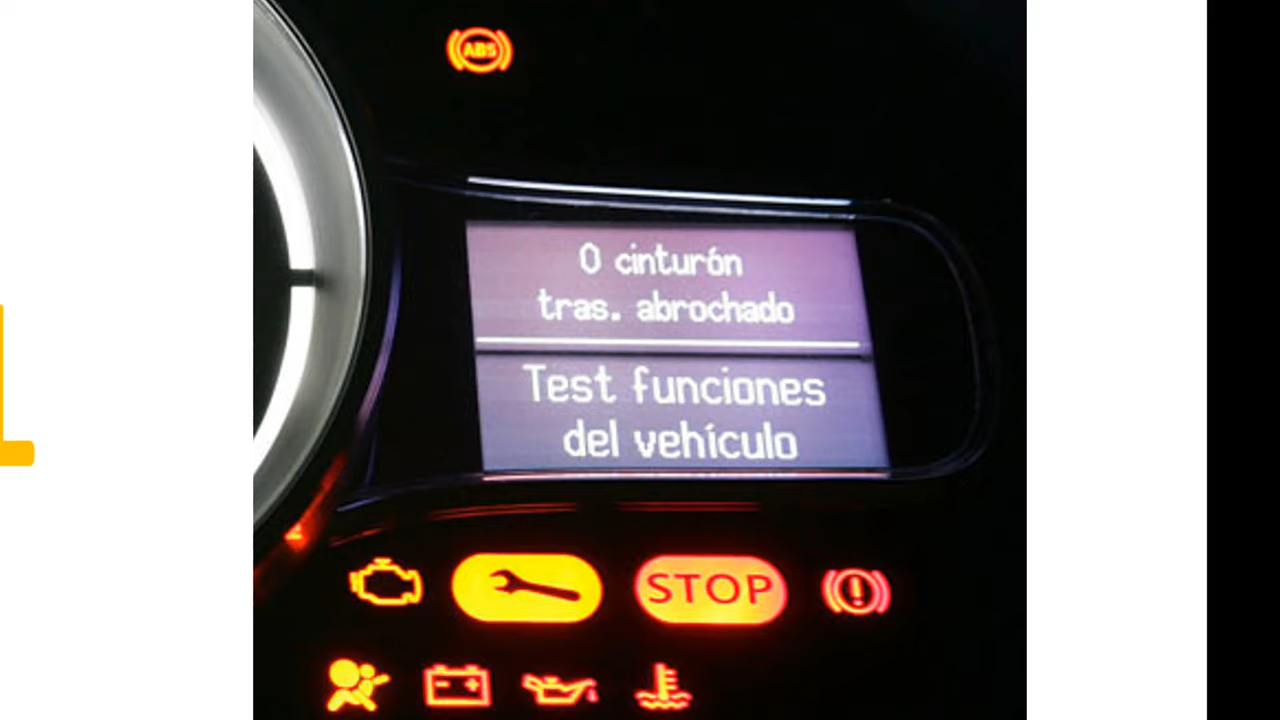 ABS
0 cinturón
tras. abrochado
Test funciones
del vehículo
STOP